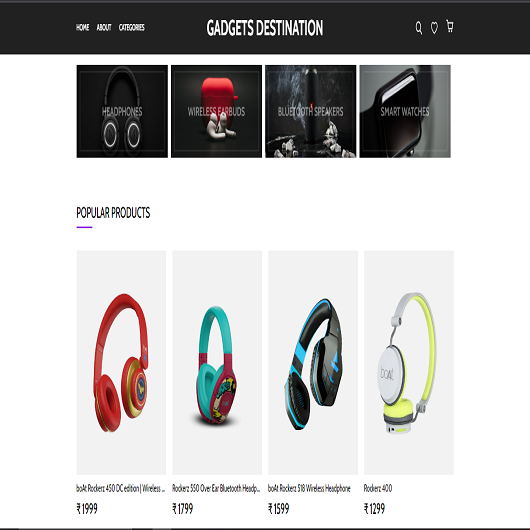 HOME ABOUT CATEGORIES GADGETS DESTINATION
HEADPHONES WIRELESS EARBUDS BLUETOOTH SPEAKERS SMART WATCHES
POPULAR PRODUCTS
boAt
boAt Rockerz 450 DC edition | Wireless ... Rockerz 550 Over Ear Bluetooth Headp... boAt Rockerz 518 Wireless Headphone Rockerz 400
₹1999 ₹1799 ₹1599 ₹1299